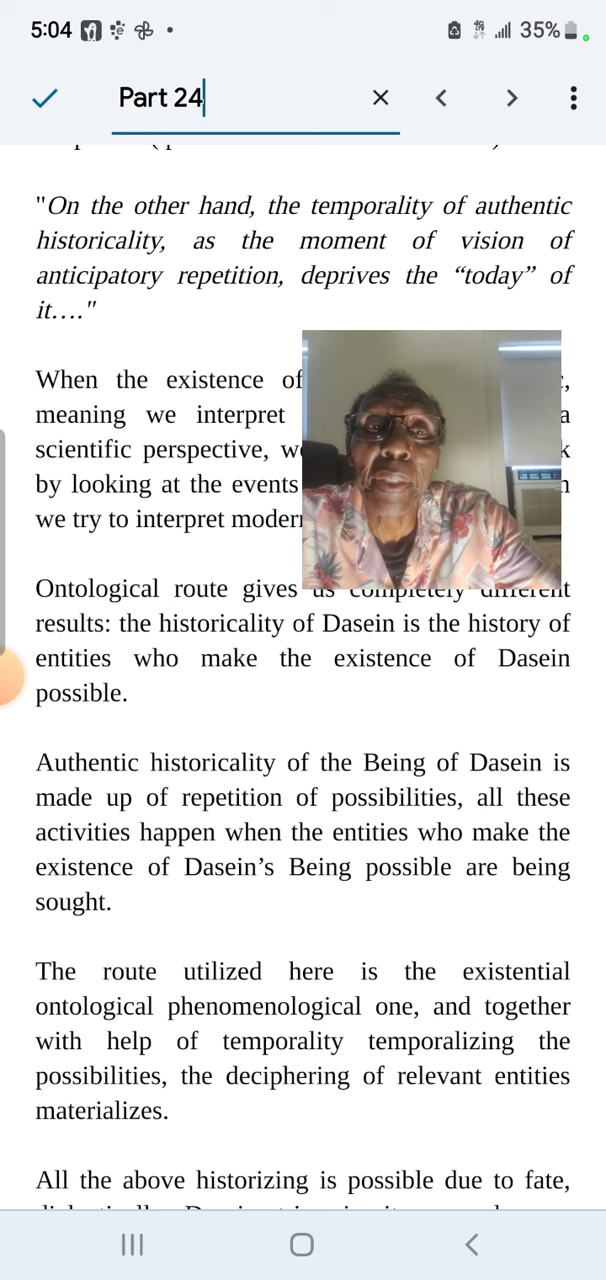 5:04
4G
35%
Part 24
"On the other hand, the temporality of authentic
historicality, as the moment of vision of
anticipatory repetition, deprives the “today” of
it…."
When the existence of
meaning we interpret a
scientific perspective,
by looking at the events
we try to interpret
Ontological route gives us completely different
results: the historicality of Dasein is the history of
entities who make the existence of Dasein
possible.
Authentic historicality of the Being of Dasein is
made up of repetition of possibilities, all these
activities happen when the entities who make the
existence of Dasein’s Being possible are being
sought.
The route utilized here is the existential
ontological phenomenological one, and together
with help of temporality temporalizing the
possibilities, the deciphering of relevant entities
materializes.
All the above historizing is possible due to fate,